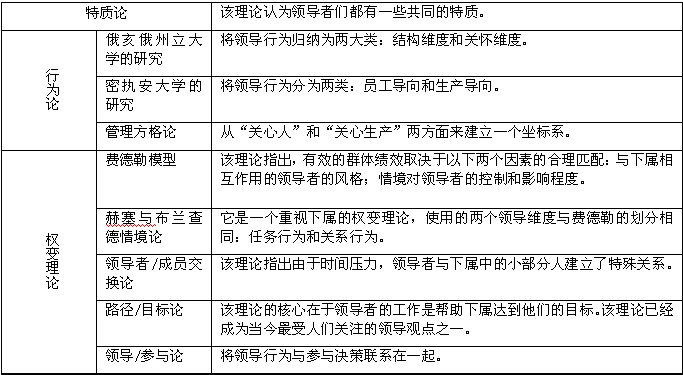 特质论
该理论认为领导者们都有一些共同的特质。
行为论
俄亥俄州立大
学的研究
将领导行为归纳为两大类：结构维度和关怀维度。
密执安大学的
研究
将领导行为分为两类：员工导向和生产导向。
管理方格论
从“关心人”和“关心生产”两方面来建立一个坐标系。
权变理论
费德勒模型
该理论指出，有效的群体绩效取决于以下两个因素的合理匹配：与下属相
互作用的领导者的风格；情境对领导者的控制和影响程度。
赫塞与布兰查
德情境论
它是一个重视下属的权变理论，使用的两个领导维度与费德勒的划分相
同：任务行为和关系行为。
领导者/成员交
换论
该理论指出由于时间压力，领导者与下属中的小部分人建立了特殊关系。
路径/目标论
该理论的核心在于领导者的工作是帮助下属达到他们的目标。该理论已经
成为当今最受人们关注的领导观点之一。
领导/参与论
将领导行为与参与决策联系在一起。